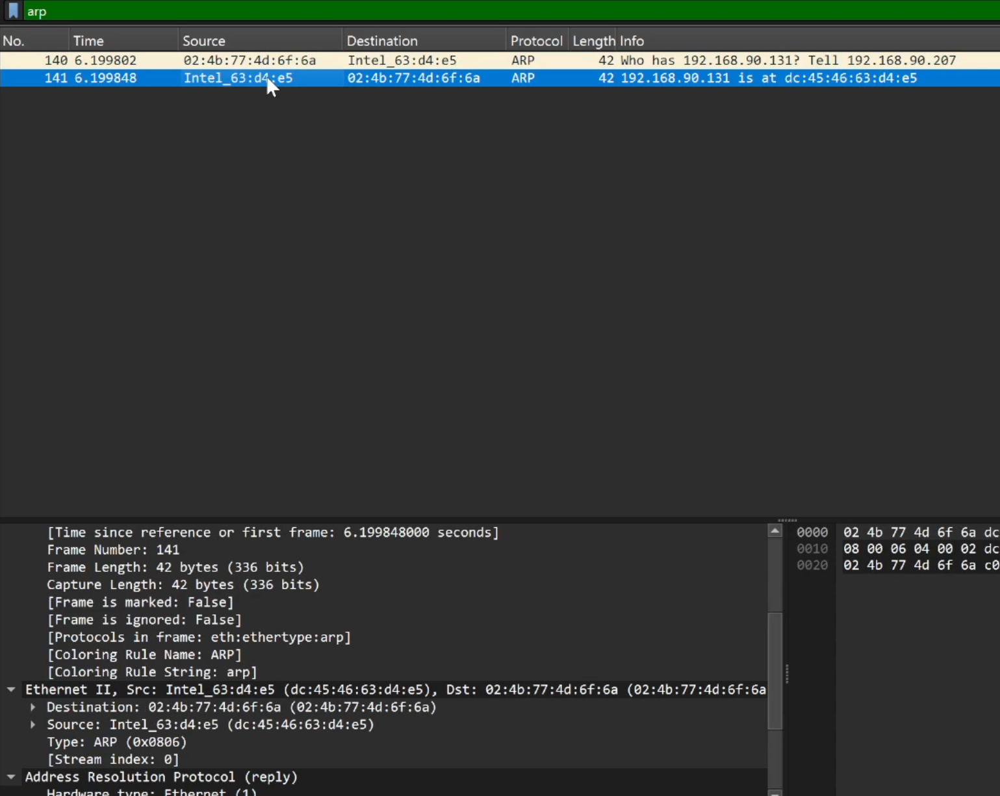 arp
No. Time Source Destination Protocol Length Info
140 6.199802 02:4b:77:4d:6f:6a Intel_63:d4:e5 ARP 42 Who has 192.168.90.131? Tell 192.168.90.207
141 6.199848 Intel_63:d4:e5 02:4b:77:4d:6f:6a ARP 42 192.168.90.131 is at dc:45:46:63:d4:e5
[Time since reference or first frame: 6.199848000 seconds]
Frame Number: 141
Frame Length: 42 bytes (336 bits)
Capture Length: 42 bytes (336 bits)
[Frame is marked: False]
[Frame is ignored: False]
[Protocols in frame: eth:ethertype:arp]
[Coloring Rule Name: ARP]
[Coloring Rule String: arp]
Ethernet II, Src: Intel_63:d4:e5 (dc:45:46:63:d4:e5), Dst: 02:4b:77:4d:6f:6a (02:4b:77:4d:6f:6a
Destination: 02:4b:77:4d:6f:6a (02:4b:77:4d:6f:6a)
Source: Intel_63:d4:e5 (dc:45:46:63:d4:e5)
Type: ARP (0x0806)
[Stream index: 0]
Address Resolution Protocol (reply)
Hardware type: Ethernet (1)
0000 02 4b 77 4d 6f 6a dc
0010 08 00 06 04 00 02 dc
0020 02 4b 77 4d 6f 6a c0